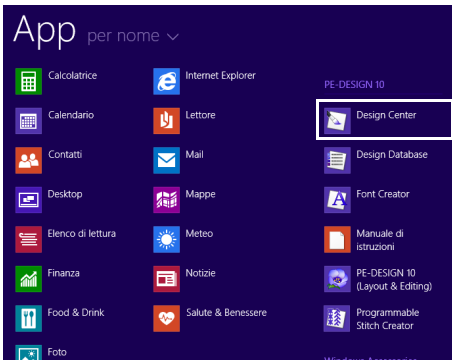 App per nome
Calcolatrice
Calendario
Contatti
Desktop
Elenco di lettura
Finanza
Food & Drink
Foto
Internet Explorer
Lettore
Mail
Mappe
Meteo
Notizie
Salute & Benessere
PE-DESIGN 10
Design Center
Design Database
Font Creator
Manuale di
istruzioni
PE-DESIGN 10
(Layout & Editing)
Programmable
Stitch Creator
Windows Accessories